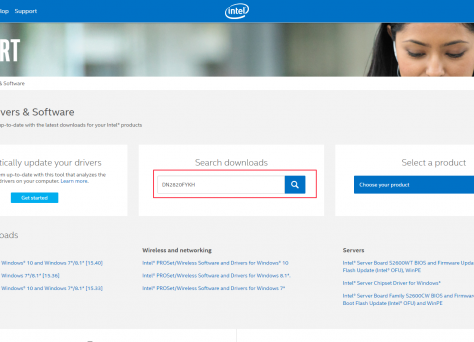 lop Support
intel
RT
& Software
vers & Software
up-to-date with the latest downloads for your Intel® products
tically update your drivers
em up-to-date with this tool that analyzes the
drivers on your computer. Learn more.
Get started
Search downloads
DN2820FYKH
Select a product
Choose your product
loads
Windows* 10 and Windows 7*/8.1* [15.40]
Windows 7*/8.1* [15.36]
Windows* 10 and Windows 7*/8.1* [15.33]
Wireless and networking
Intel® PROSet/Wireless Software and Drivers for Windows* 10
Intel® PROSet/Wireless Software and Drivers for Windows 8.1*.
Intel® PROSet/Wireless Software and Drivers for Windows 7*
Servers
Intel® Server Board S2600WT BIOS and Firmware Upda
Flash Update (Intel® OFU), WinPE
Intel® Server Chipset Driver for Windows*
Intel® Server Board Family S2600CW BIOS and Firmware
Boot Flash Update (Intel® OFU) and WinPE